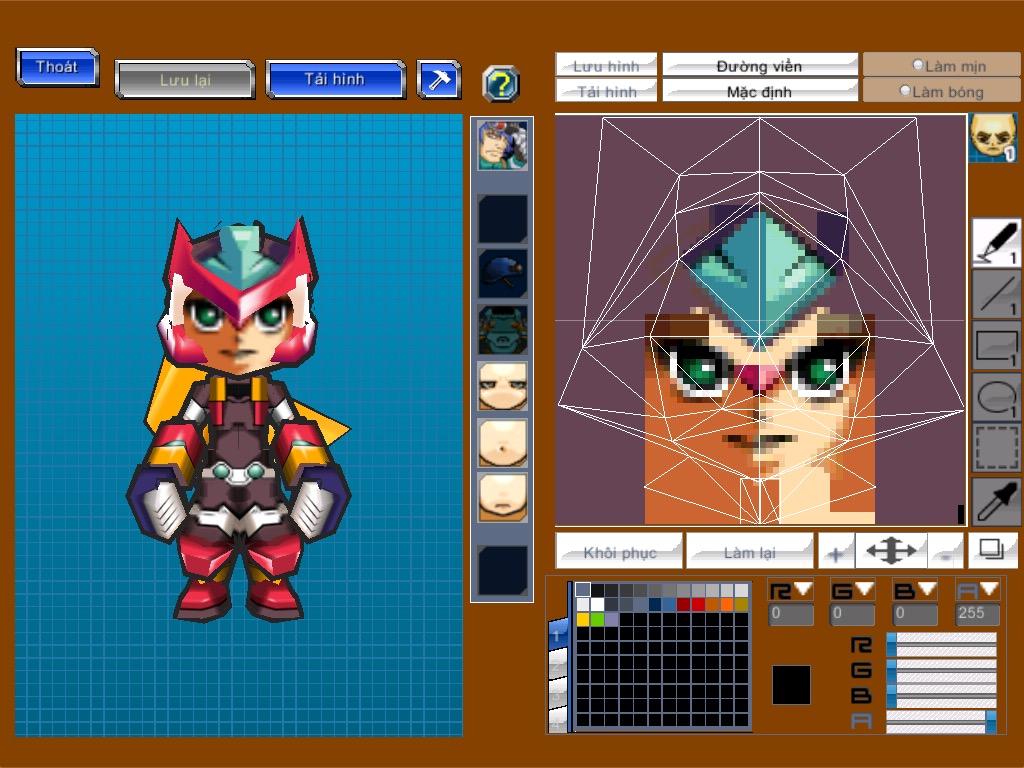 Thoát
Lưu lại
Tải hình
Lưu hình
Đường viền
Làm mịn
Tải hình
Mặc định
Làm bóng
1
1
1
1
1
Khôi phục
Làm lại
R
G
B
A
0
0
0
255
1
R
G
B
A